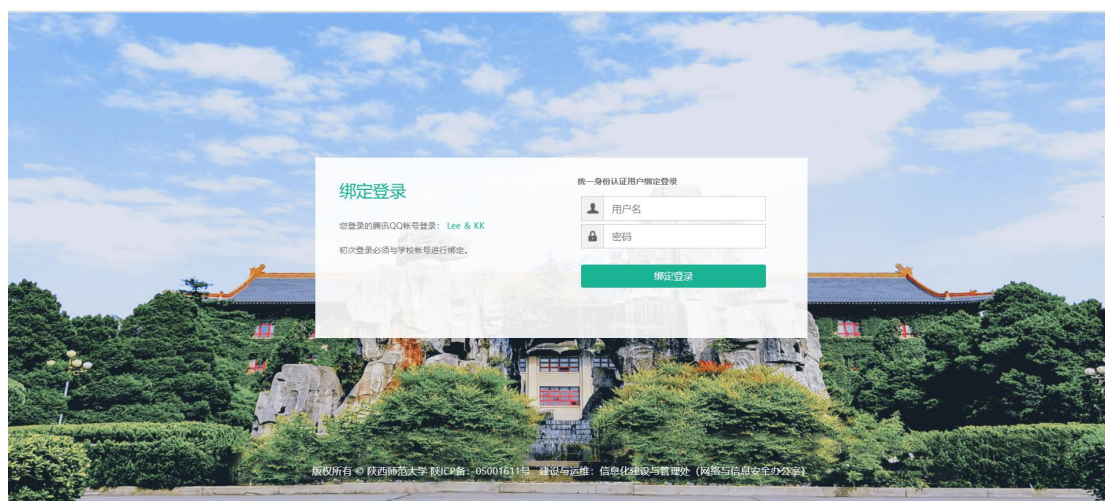 绑定登录
您登录的腾讯QQ帐号登录： Lee & KK
初次登录必须与学校帐号进行绑定。
统一身份认证用户绑定登录
用户名
密码
绑定登录
版权所有 © 陕西师范大学 陕ICP备：05001611号 建设与运维：信息化建设与管理处（网络与信息安全办公室）